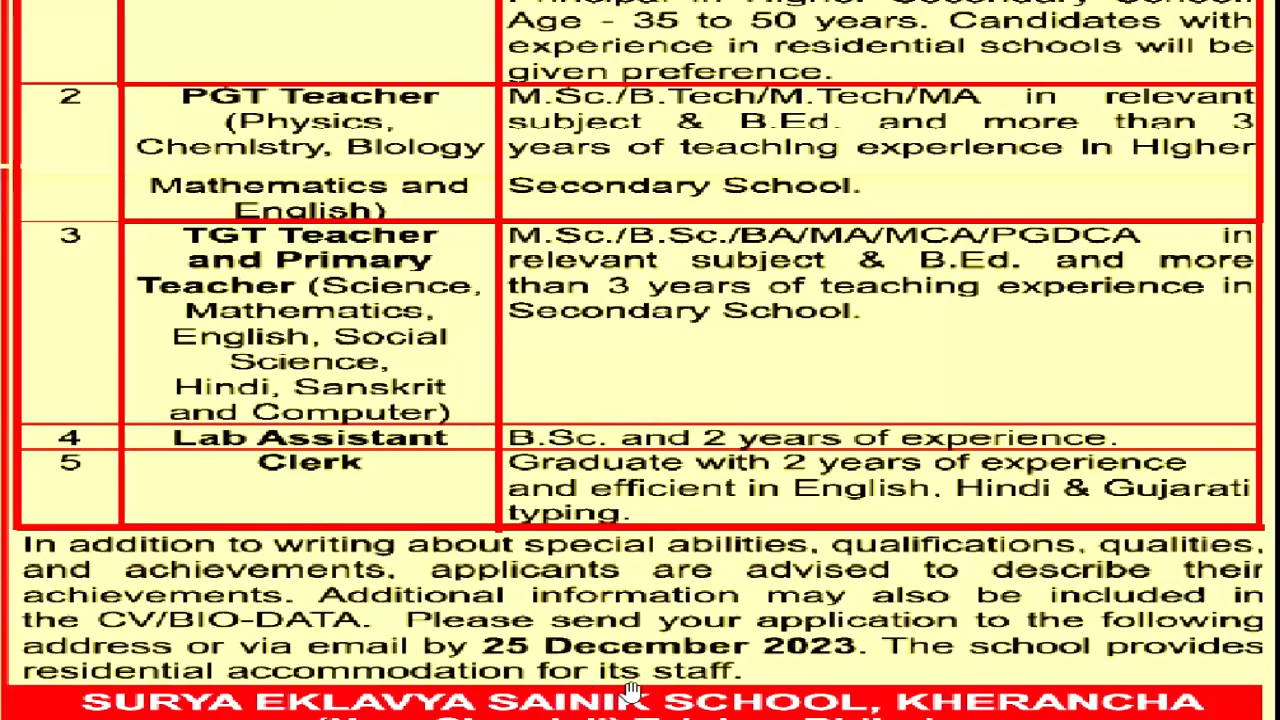 Principal in Higher Secondary School.
Age - 35 to 50 years. Candidates with
experience in residential schools will be
given preference.
2
PGT Teacher
(Physics,
Chemistry, Biology
Mathematics and
English)
M.Sc./B.Tech/M.Tech/MA in relevant
subject & B.Ed. and more than 3
years of teaching experience in Higher
Secondary School.
3
TGT Teacher
and Primary
Teacher (Science,
Mathematics,
English, Social
Science,
Hindi, Sanskrit
and Computer)
M.Sc./B.Sc./BA/MA/MCA/PGDCA in
relevant subject & B.Ed. and more
than 3 years of teaching experience in
Secondary School.
4
Lab Assistant
B.Sc. and 2 years of experience.
5
Clerk
Graduate with 2 years of experience
and efficient in English, Hindi & Gujarati
typing.
In addition to writing about special abilities, qualifications, qualities,
and achievements, applicants are advised to describe their
achievements. Additional information may also be included in
the CV/BIO-DATA. Please send your application to the following
address or via email by 25 December 2023. The school provides
residential accommodation for its staff.
SURYA EKLAVYA SAINIK SCHOOL, KHERANCHA